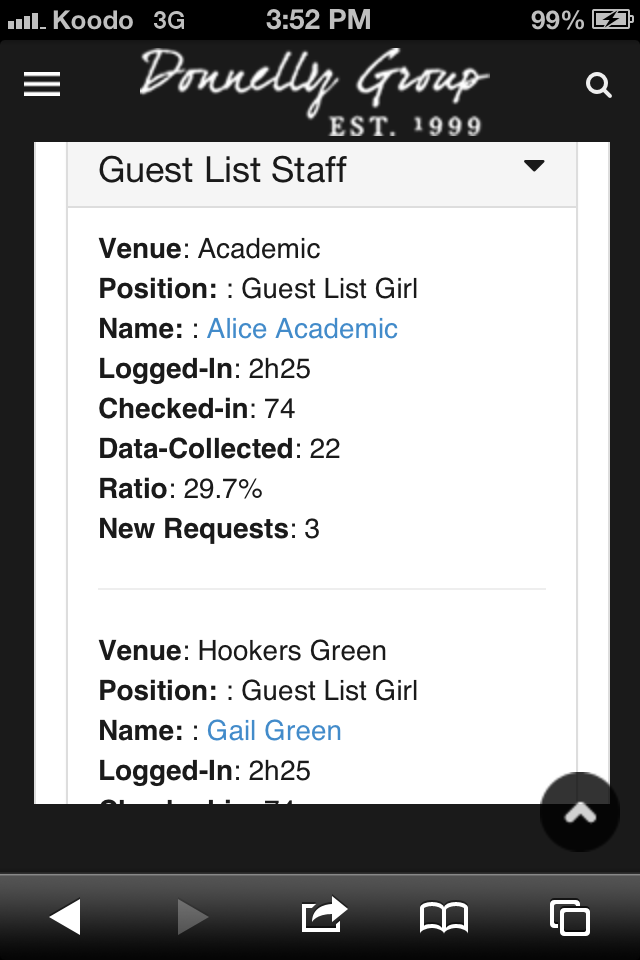 Koodo 3G 3:52 PM 99%
Donnelly Group
EST. 1999
Guest List Staff
Venue: Academic
Position: : Guest List Girl
Name: : Alice Academic
Logged-In: 2h25
Checked-in: 74
Data-Collected: 22
Ratio: 29.7%
New Requests: 3
Venue: Hookers Green
Position: : Guest List Girl
Name: : Gail Green
Logged-In: 2h25